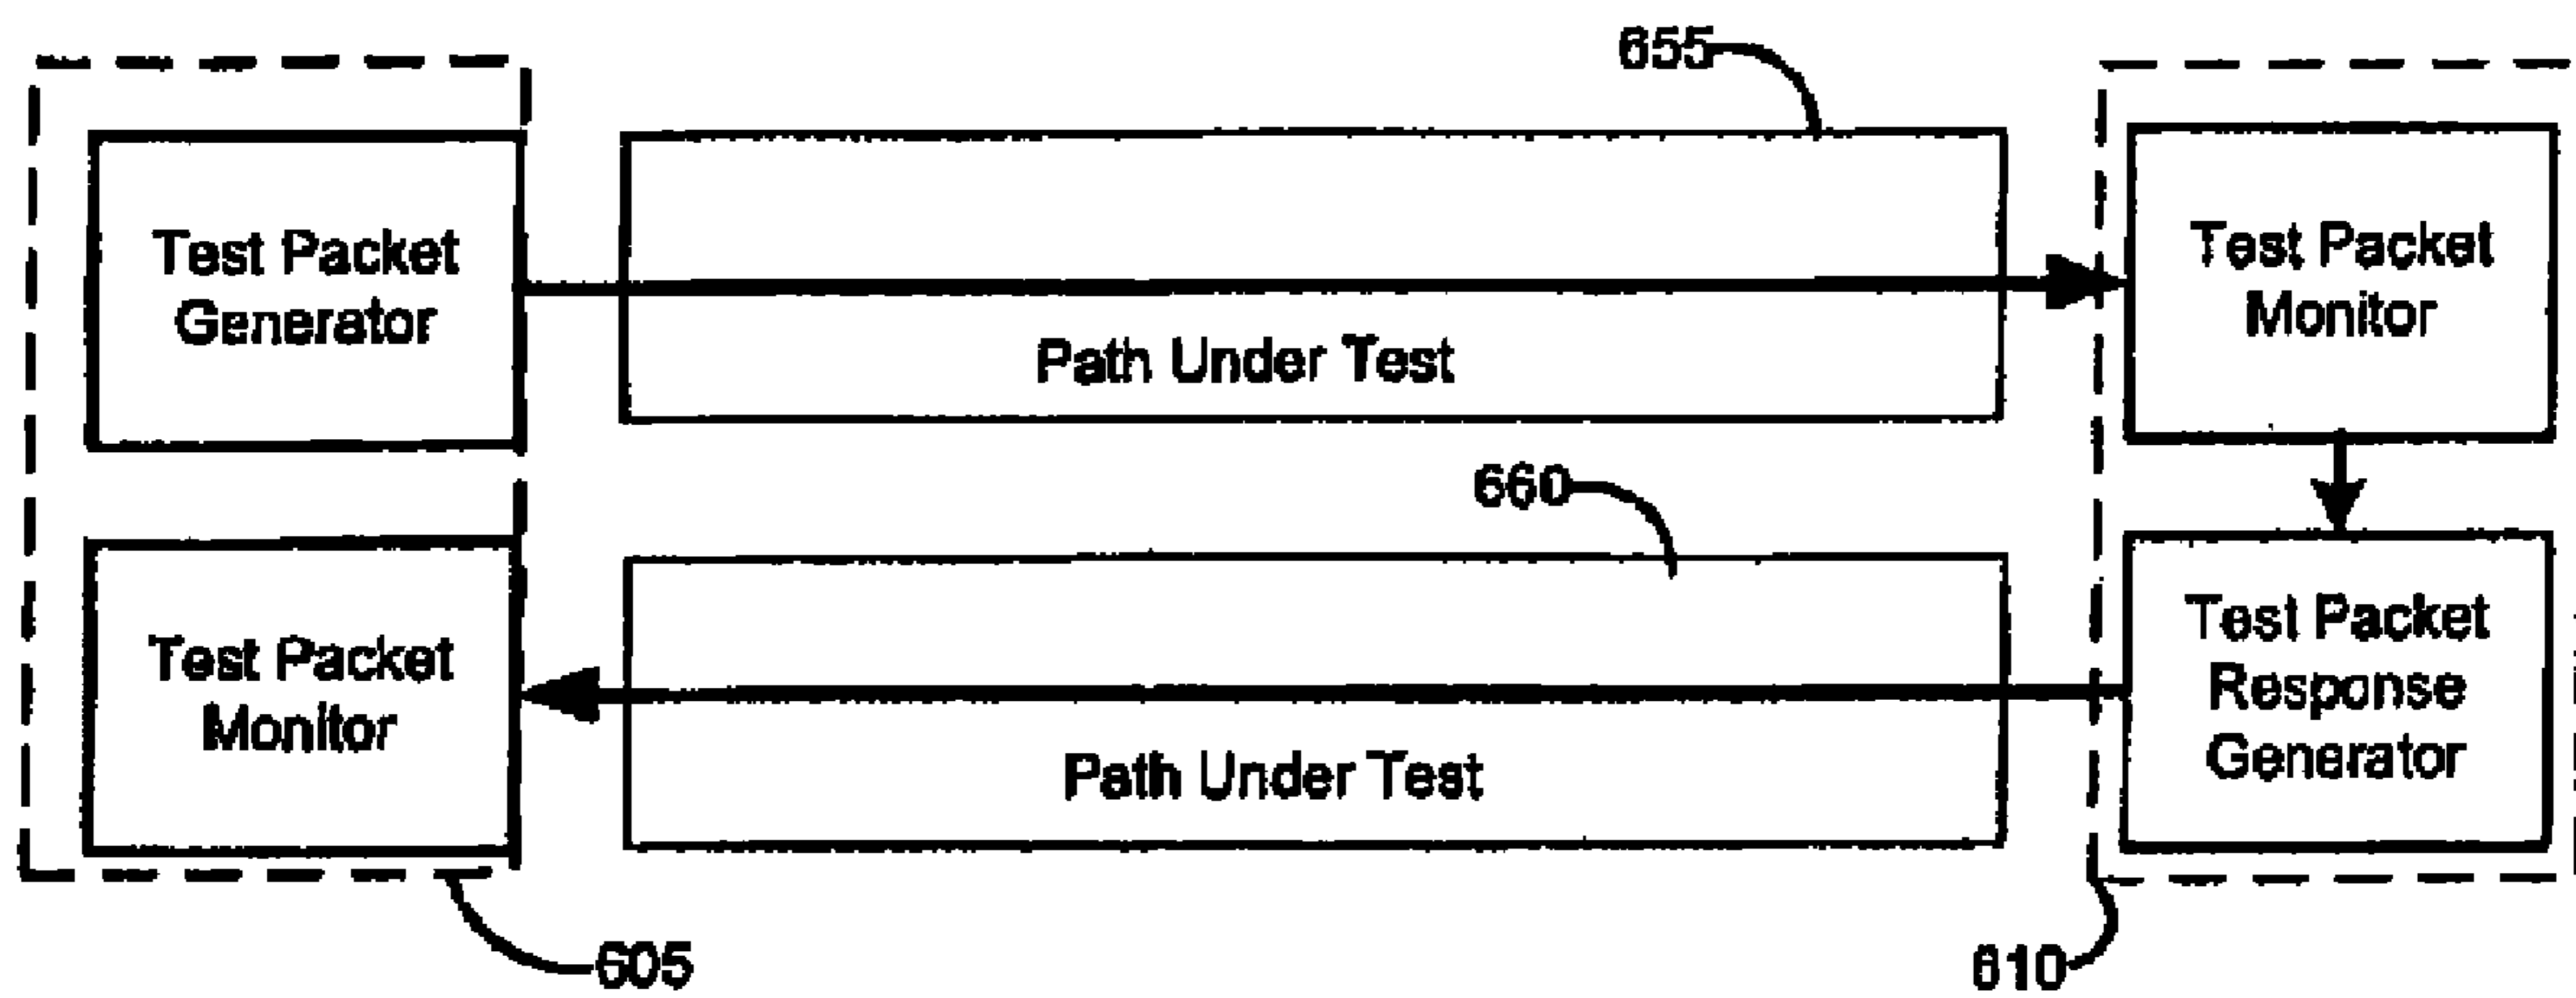 655
Test Packet
Generator
Path Under Test
Test Packet
Monitor
660
Test Packet
Monitor
Path Under Test
Test Packet
Response
Generator
605
610